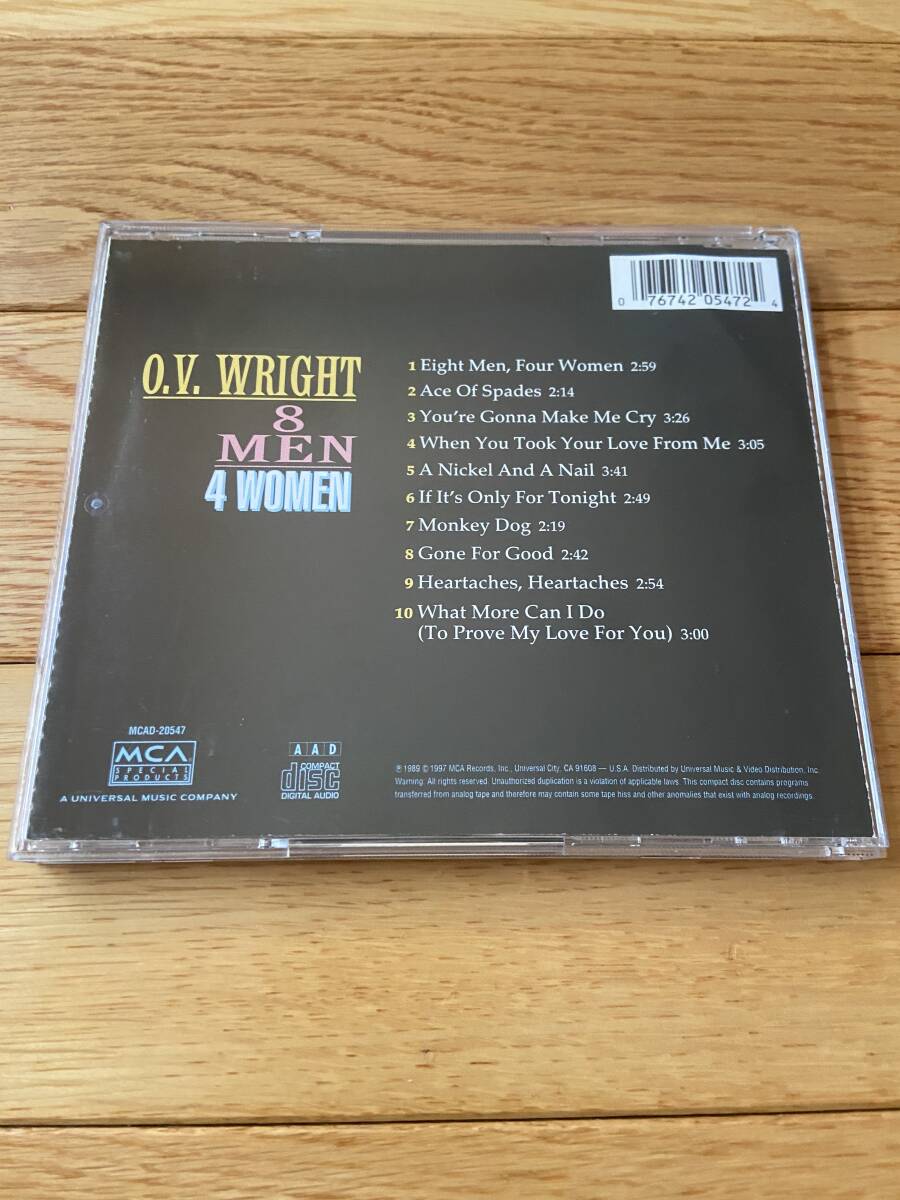 0 76742 05472 4
O.V. WRIGHT
8
MEN
4 WOMEN
1 Eight Men, Four Women 2:59
2 Ace Of Spades 2:14
3 You're Gonna Make Me Cry 3:26
4 When You Took Your Love From Me 3:05
5 A Nickel And A Nail 3:41
6 If It's Only For Tonight 2:49
7 Monkey Dog 2:19
8 Gone For Good 2:42
9 Heartaches, Heartaches 2:54
10 What More Can I Do
(To Prove My Love For You) 3:00
MCAD-20547
MCA
SPECIAL
PRODUCTS
A UNIVERSAL MUSIC COMPANY
A A D
COMPACT
disc
DIGITAL AUDIO
℗ 1989 © 1997 MCA Records, Inc., Universal City, CA 91608 — U.S.A. Distributed by Universal Music & Video Distribution, Inc.
Warning: All rights reserved. Unauthorized duplication is a violation of applicable laws. This compact disc contains programs
transferred from analog tape and therefore may contain some tape hiss and other anomalies that exist with analog recordings.